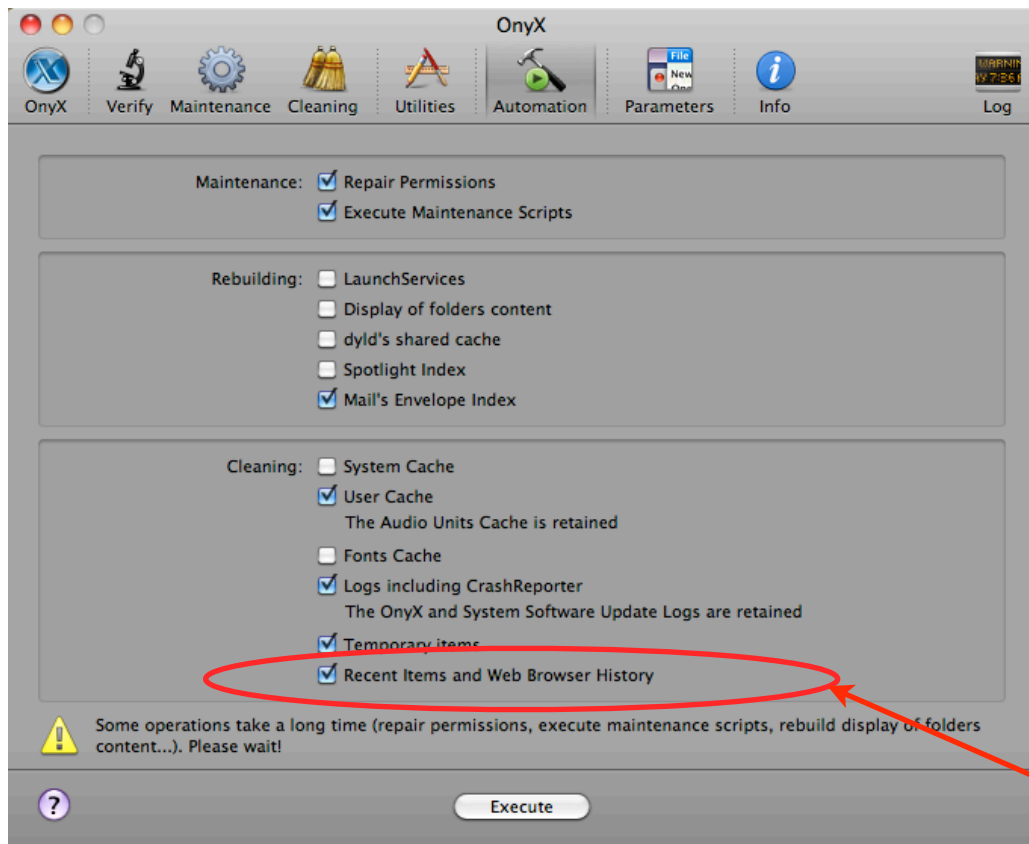 OnyX
OnyX Verify Maintenance Cleaning Utilities Automation Parameters Info Log
File
New
WARNIN
Maintenance: Repair Permissions
Execute Maintenance Scripts
Rebuilding: LaunchServices
Display of folders content
dyld's shared cache
Spotlight Index
Mail's Envelope Index
Cleaning: System Cache
User Cache
The Audio Units Cache is retained
Fonts Cache
Logs including CrashReporter
The OnyX and System Software Update Logs are retained
Temporary items
Recent Items and Web Browser History
Some operations take a long time (repair permissions, execute maintenance scripts, rebuild display of folders
content...). Please wait!
? Execute